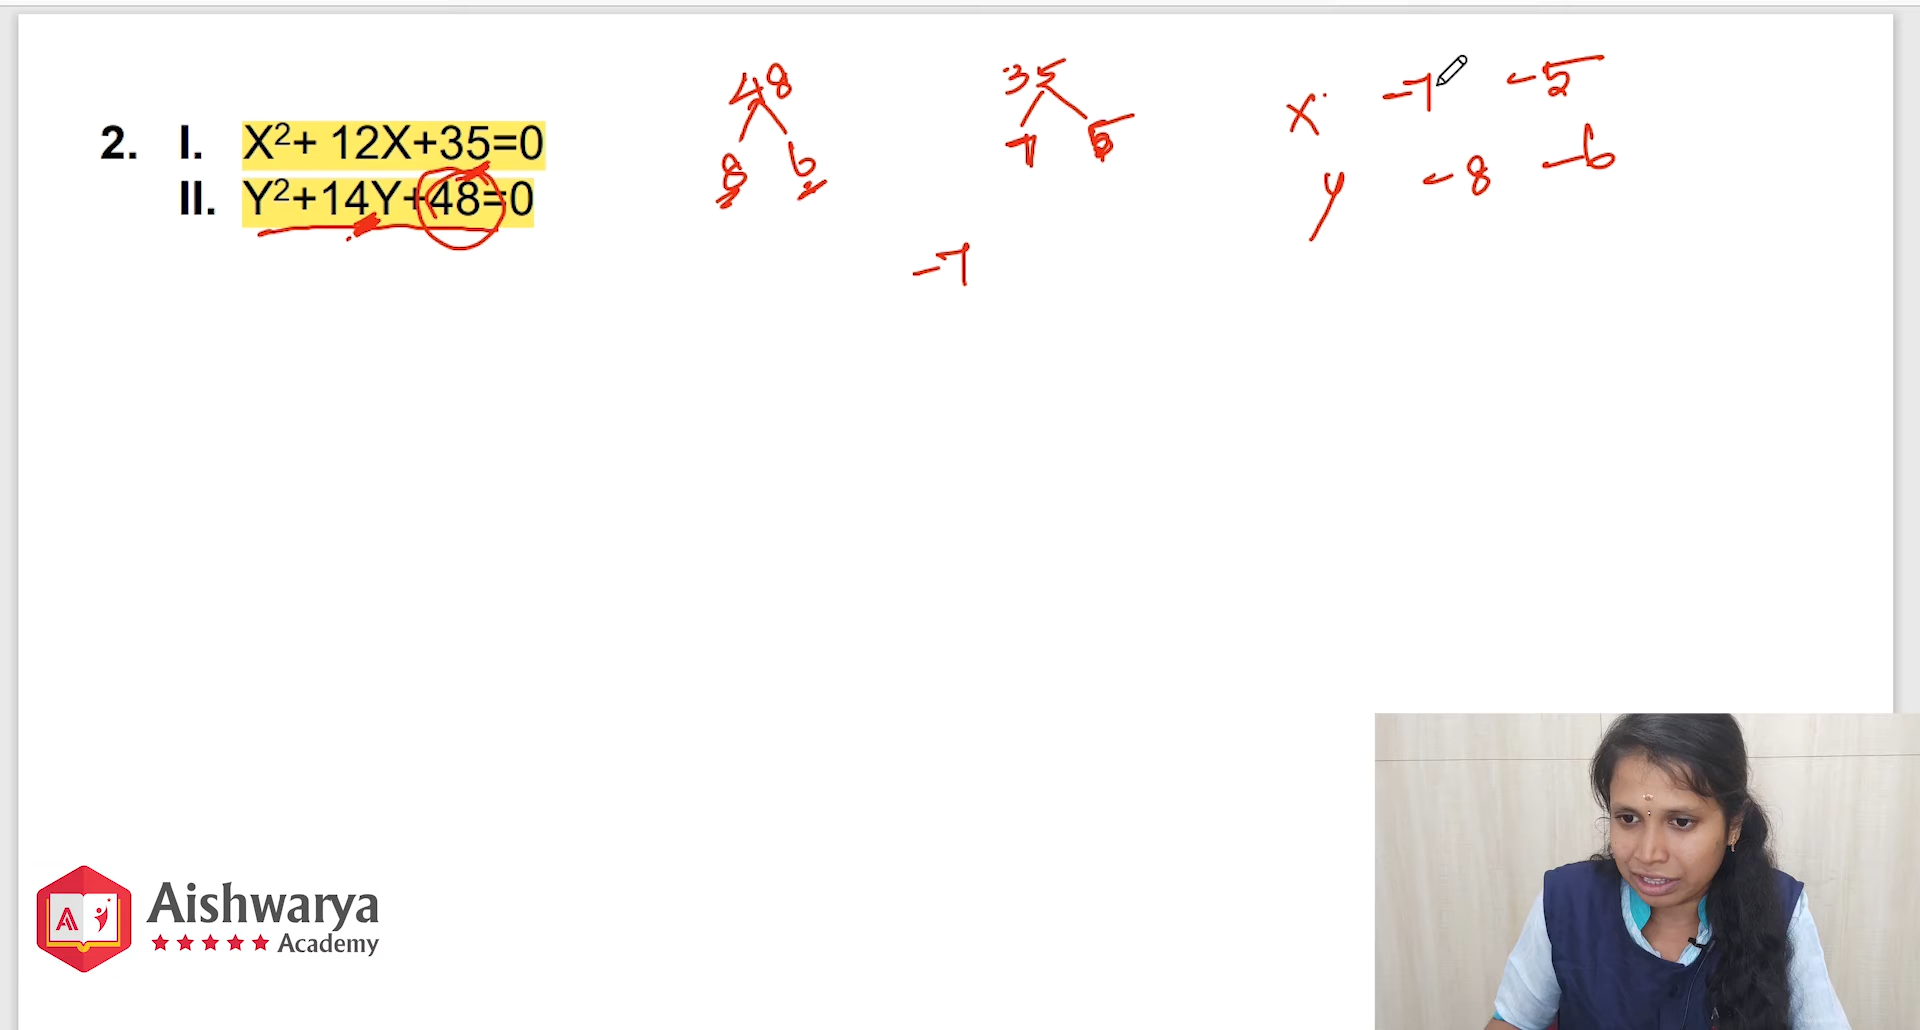 2. I. X²+ 12X+35=0
II. Y²+14Y+48=0
48
8 6
35
7 5
x -7 -5
y -8 -6
-7
Aishwarya
Academy